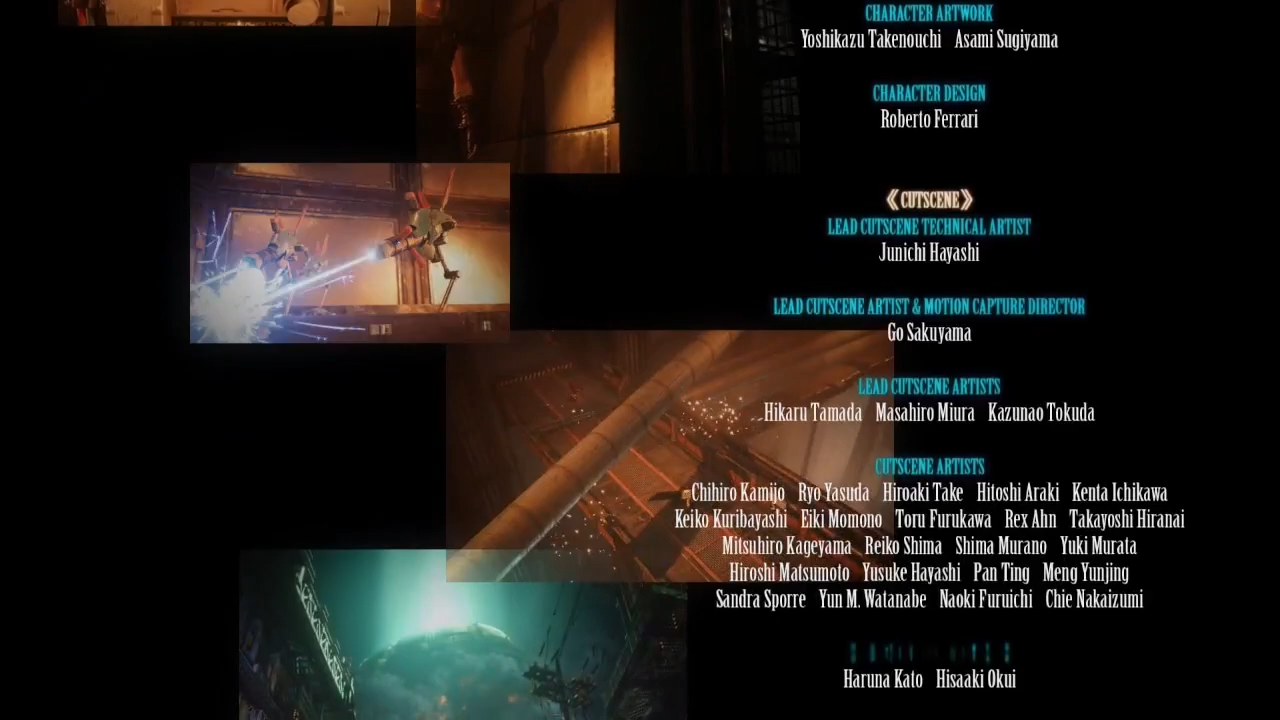 CHARACTER ARTWORK
Yoshikazu Takenouchi Asami Sugiyama
CHARACTER DESIGN
Roberto Ferrari
《CUTSCENE》
LEAD CUTSCENE TECHNICAL ARTIST
Junichi Hayashi
LEAD CUTSCENE ARTIST & MOTION CAPTURE DIRECTOR
Go Sakuyama
LEAD CUTSCENE ARTISTS
Hikaru Tamada Masahiro Miura Kazunao Tokuda
CUTSCENE ARTISTS
Chihiro Kamijo Ryo Yasuda Hiroaki Take Hitoshi Araki Kenta Ichikawa
Keiko Kuribayashi Eiki Momono Toru Furukawa Rex Ahn Takayoshi Hiranai
Mitsuhiro Kageyama Reiko Shima Shima Murano Yuki Murata
Hiroshi Matsumoto Yusuke Hayashi Pan Ting Meng Yunjing
Sandra Sporre Yun M. Watanabe Naoki Furuichi Chie Nakaizumi
Haruna Kato Hisaaki Okui